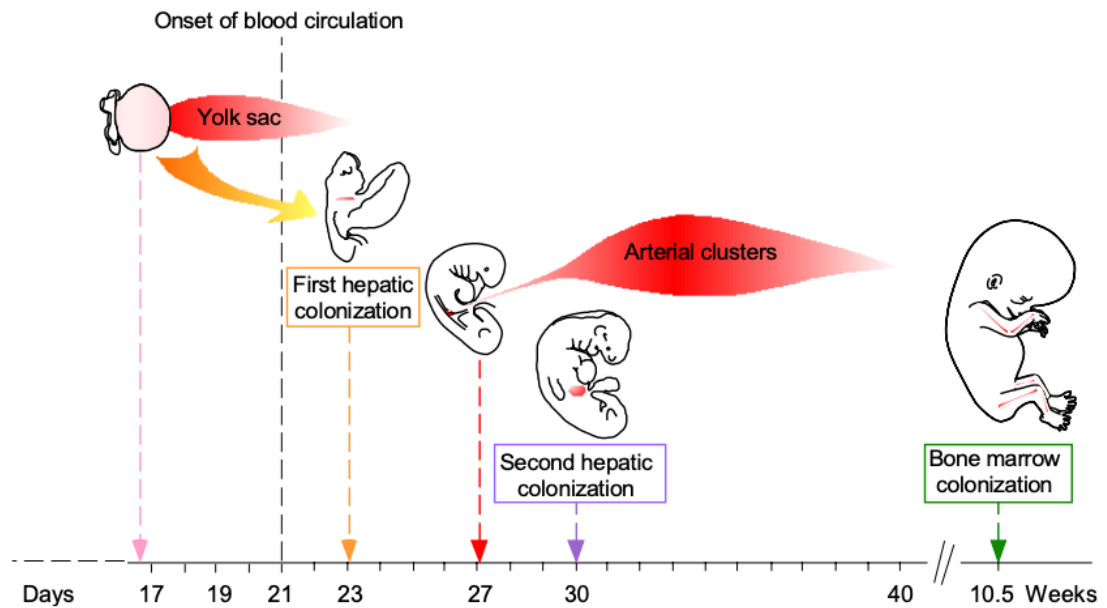 Onset of blood circulation
Yolk sac
Arterial clusters
First hepatic
colonization
Second hepatic
colonization
Bone marrow
colonization
Days 17 19 21 23 27 30 40 // 10.5 Weeks